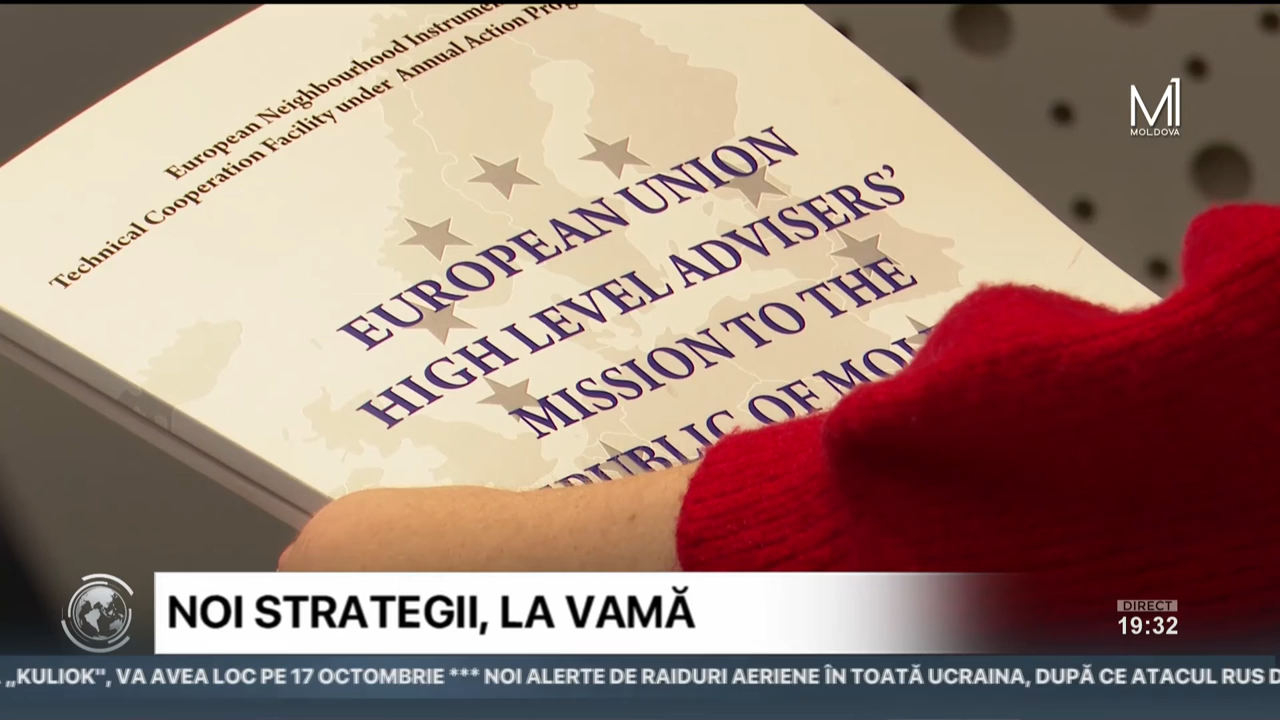 European Neighbourhood
Technical Cooperation Facility under Annual Action
EUROPEAN UNION
HIGH LEVEL ADVISERS'
MISSION TO THE
OF
M1
MOLDOVA
NOI STRATEGII, LA VAMĂ
DIRECT
19:32
„KULIOK", VA AVEA LOC PE 17 OCTOMBRIE *** NOI ALERTE DE RAIDURI AERIENE ÎN TOATĂ UCRAINA, DUPĂ CE ATACUL RUS